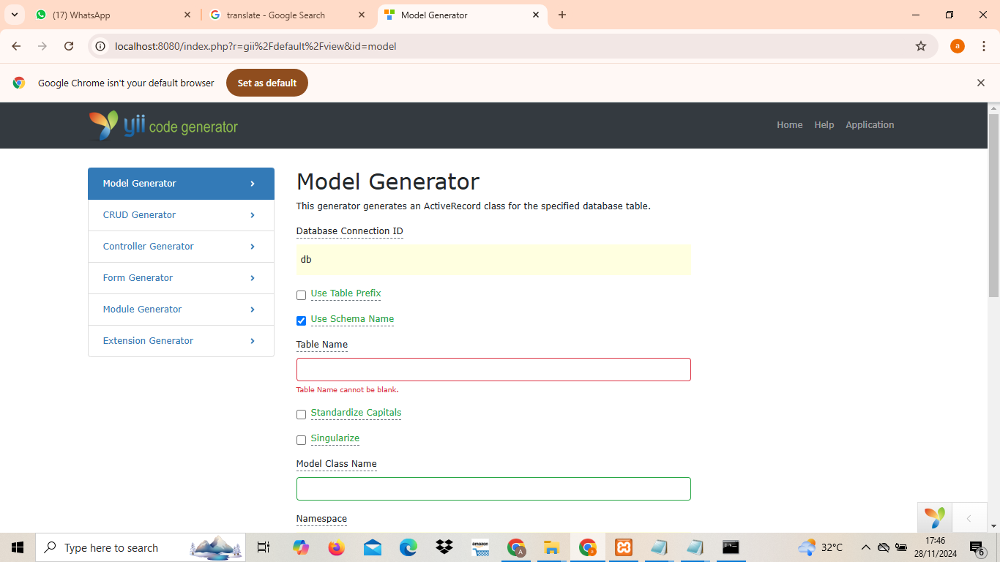 (17) WhatsApp
translate - Google Search
Model Generator
localhost:8080/index.php?r=gii%2Fdefault%2Fview&id=model
a
Google Chrome isn't your default browser
Set as default
yii code generator
Home
Help
Application
Model Generator
CRUD Generator
Controller Generator
Form Generator
Module Generator
Extension Generator
Model Generator
This generator generates an ActiveRecord class for the specified database table.
Database Connection ID
db
Use Table Prefix
Use Schema Name
Table Name
Table Name cannot be blank.
Standardize Capitals
Singularize
Model Class Name
Namespace
Type here to search
amazon
A
32°C
17:46
28/11/2024
6